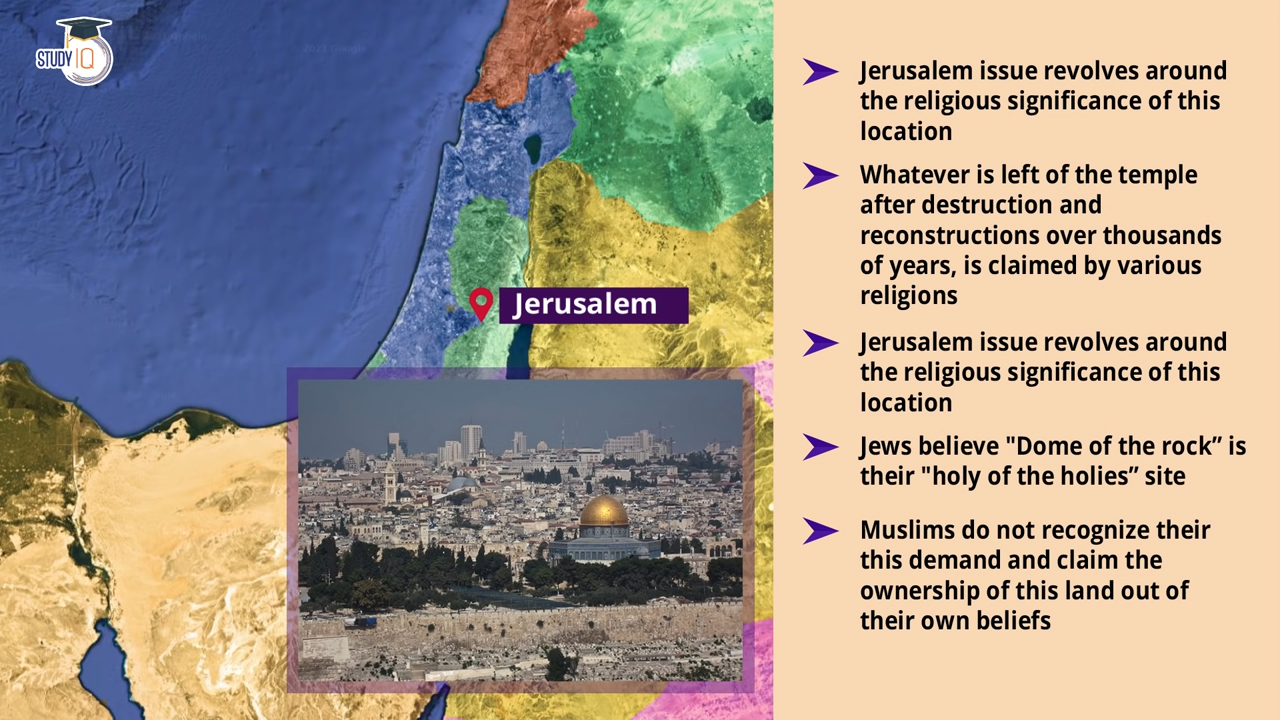 STUDY IQ
Jerusalem
Jerusalem issue revolves around
the religious significance of this
location
Whatever is left of the temple
after destruction and
reconstructions over thousands
of years, is claimed by various
religions
Jerusalem issue revolves around
the religious significance of this
location
Jews believe "Dome of the rock” is
their "holy of the holies” site
Muslims do not recognize their
this demand and claim the
ownership of this land out of
their own beliefs